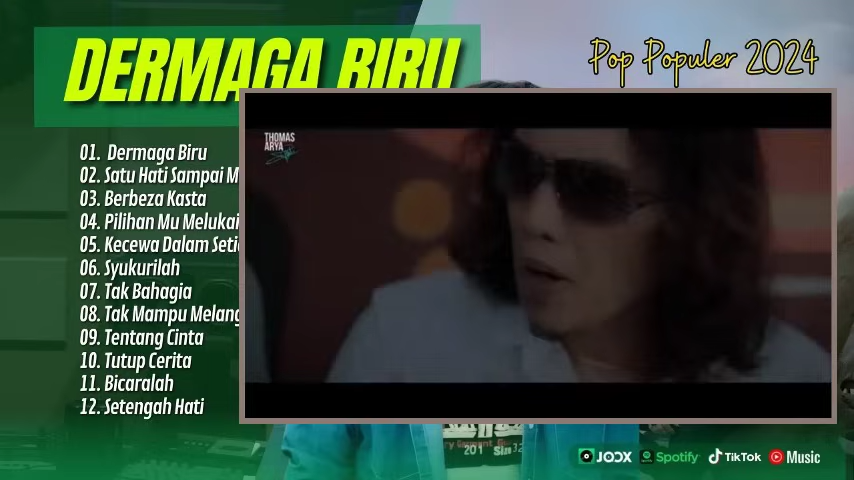 DERMAGA BIRU
Pop Populer 2024
THOMAS
ARYA
01. Dermaga Biru
02. Satu Hati Sampai M
03. Berbeza Kasta
04. Pilihan Mu Melukai
05. Kecewa Dalam Seti
06. Syukurilah
07. Tak Bahagia
08. Tak Mampu Melang
09. Tentang Cinta
10. Tutup Cerita
11. Bicaralah
12. Setengah Hati
201
JOOX Spotify TikTok Music